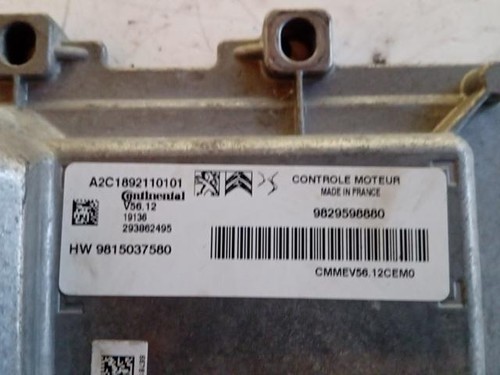 A2C1892110101
Continental
V56.12
19136
293862495
HW 9815037580
CONTROLE MOTEUR
MADE IN FRANCE
9829598880
CMMEV56.12CEM0